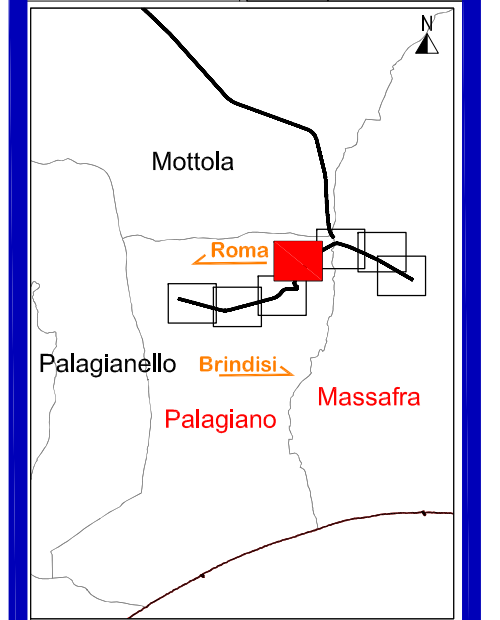 N
Mottola
Roma
Palagianello
Brindisi
Massafra
Palagiano